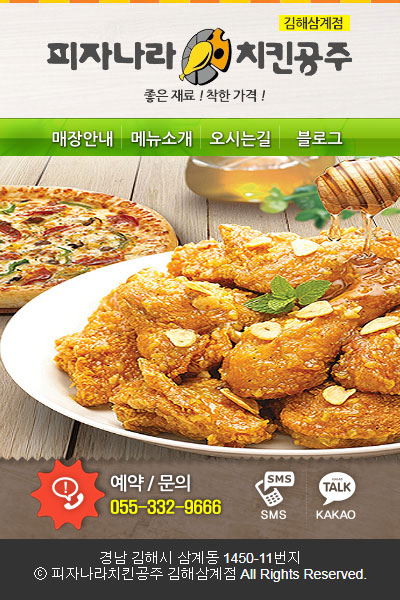 김해삼계점
피자나라 치킨공주
좋은 재료 ! 착한 가격 !
매장안내 메뉴소개 오시는길 블로그
예약 / 문의
055-332-9666
SMS
SMS
TALK
KAKAO
경남 김해시 삼계동 1450-11번지
ⓒ 피자나라치킨공주 김해삼계점 All Rights Reserved.